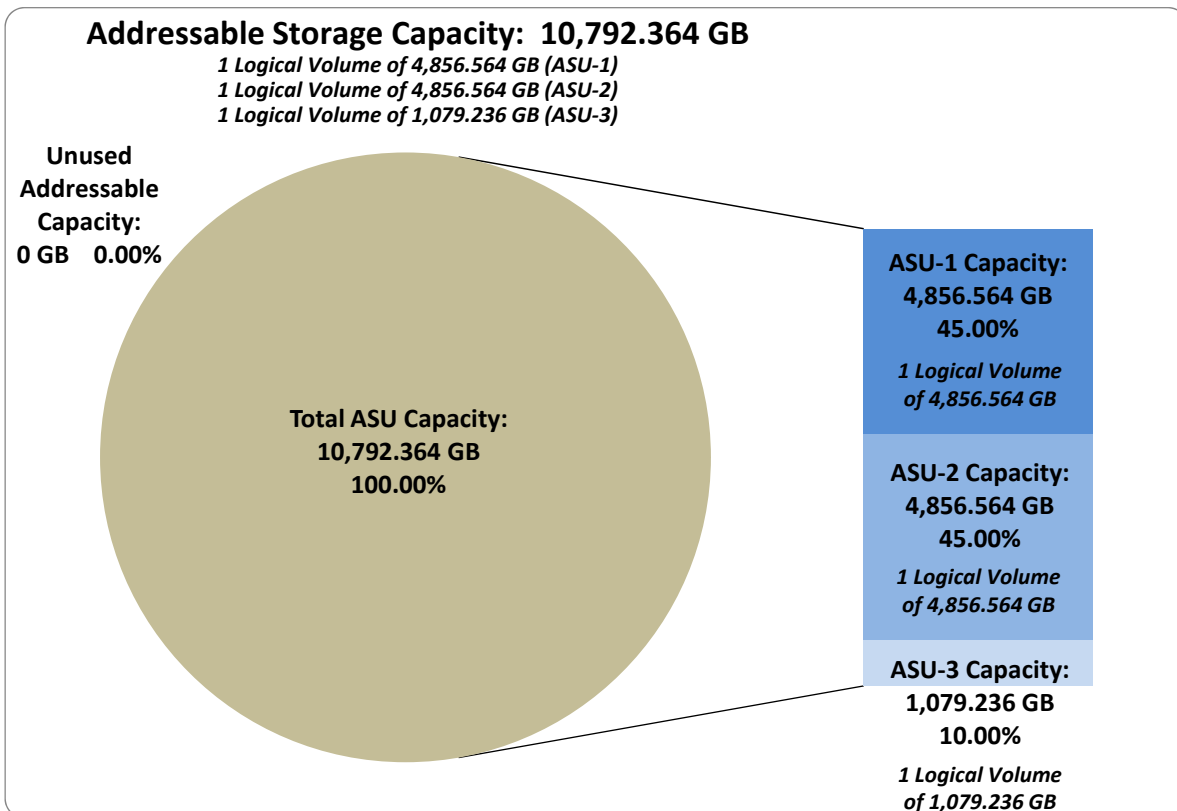 Addressable Storage Capacity:  10,792.364 GB
1 Logical Volume of 4,856.564 GB (ASU-1)
1 Logical Volume of 4,856.564 GB (ASU-2)
1 Logical Volume of 1,079.236 GB (ASU-3)
Unused
Addressable
Capacity:
0 GB    0.00%
Total ASU Capacity:
10,792.364 GB
100.00%
ASU-1 Capacity:
4,856.564 GB
45.00%
1 Logical Volume
of 4,856.564 GB
ASU-2 Capacity:
4,856.564 GB
45.00%
1 Logical Volume
of 4,856.564 GB
ASU-3 Capacity:
1,079.236 GB
10.00%
1 Logical Volume
of 1,079.236 GB